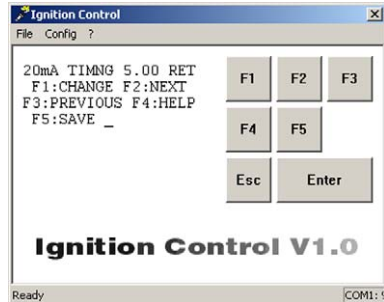 Ignition Control
File Config ?
20mA TIMNG 5.00 RET
F1:CHANGE F2:NEXT
F3:PREVIOUS F4:HELP
F5:SAVE _
F1 F2 F3
F4 F5
Esc Enter
Ignition Control V1.0
Ready COM1: